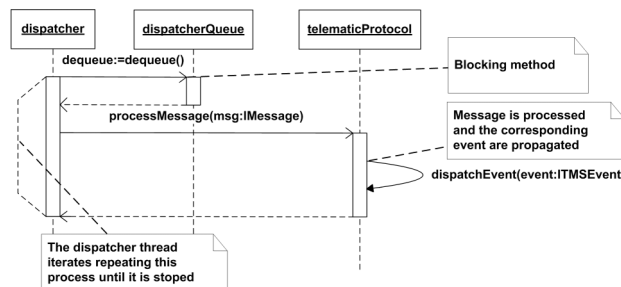 dispatcher
dispatcherQueue
telematicProtocol
dequeue:=dequeue()
Blocking method
processMessage(msg:IMessage)
Message is processed
and the corresponding
event are propagated
dispatchEvent(event:ITMSEvent
The dispatcher thread
iterates repeating this
process until it is stoped